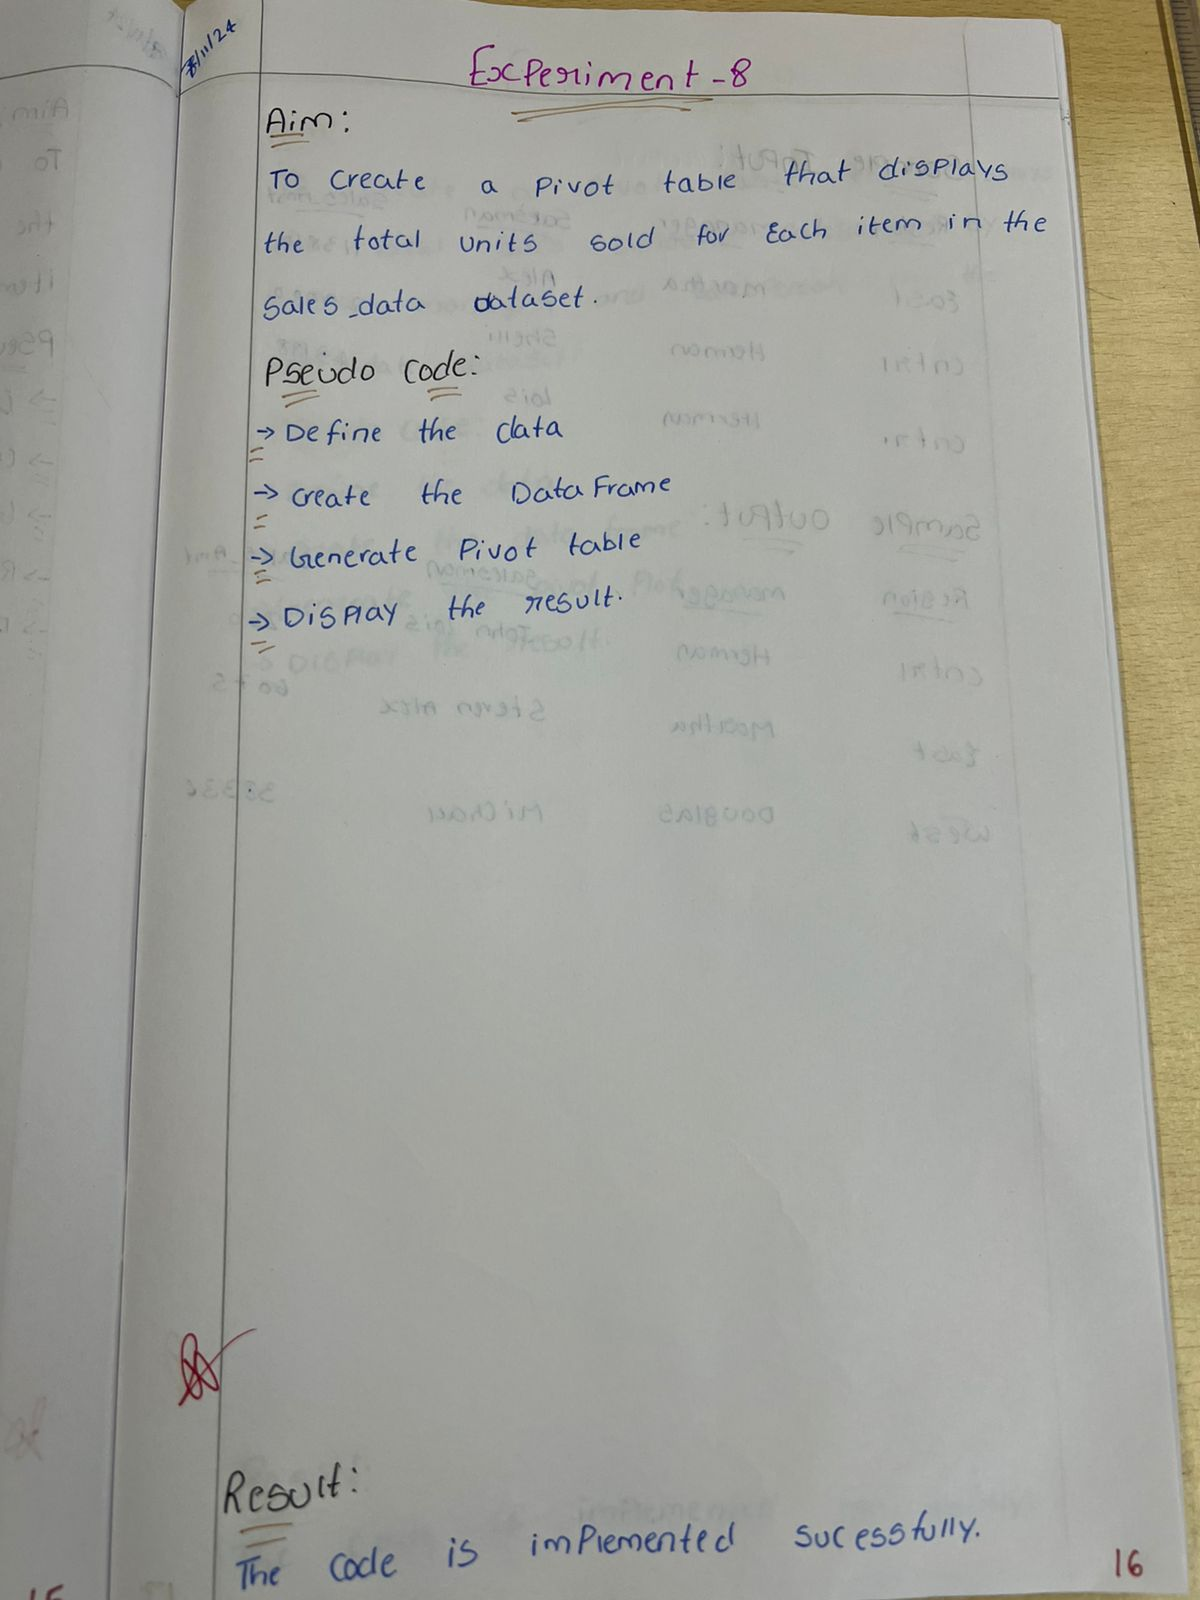 8/11/24
Experiment-8
Aim:
To create a Pivot table that displays
the total units sold for Each item in the
Sales_data dataset.
Pseudo Code:
→ Define the data
→ create the DataFrame
→ Generate Pivot table
→ Display the result.
Result:
The code is implemented sucessfully.
16